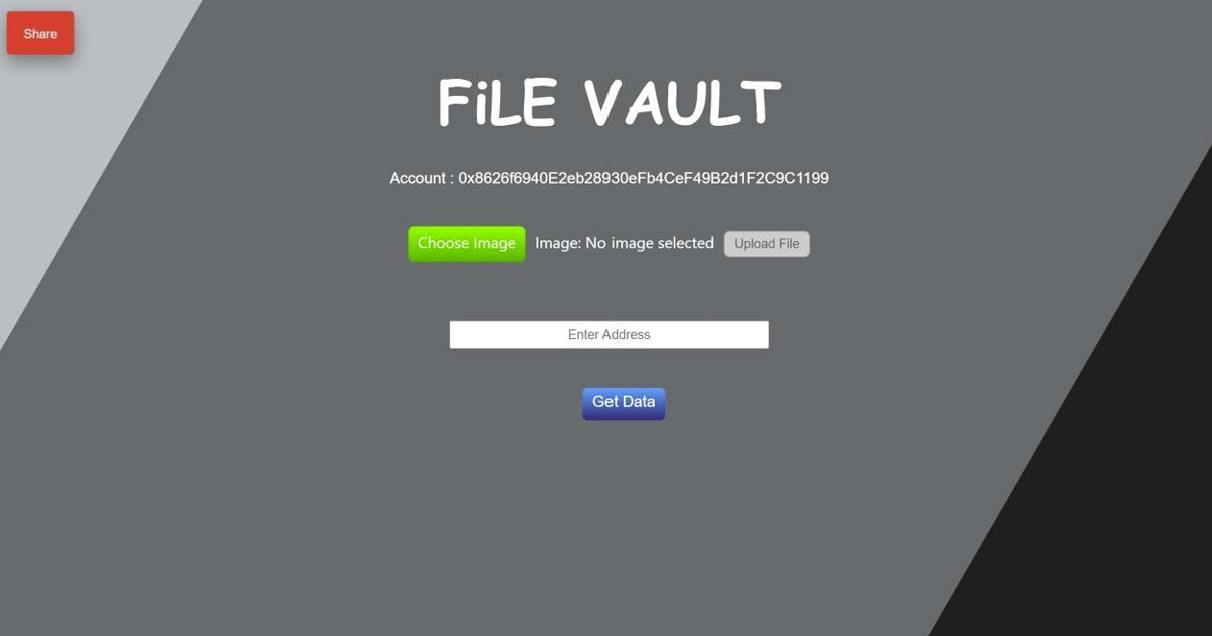 Share
FiLE VAULT
Account : 0x8626f6940E2eb28930eFb4CeF49B2d1F2C9C1199
Choose Image Image: No image selected Upload File
Enter Address
Get Data